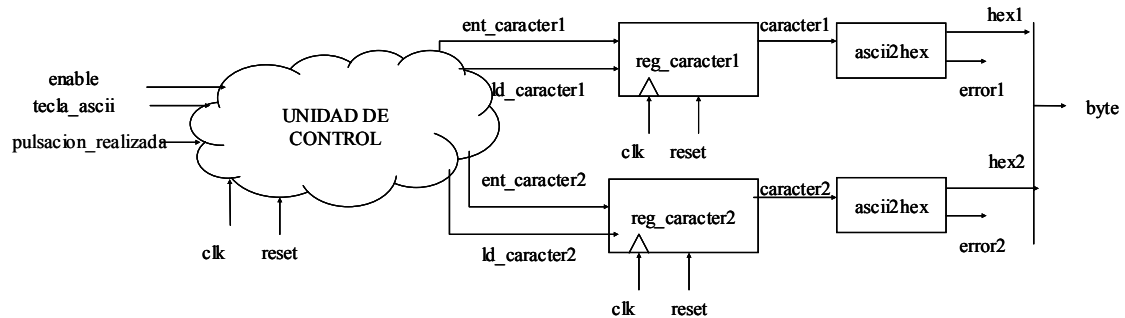 ent_caracter1
caracter1
hex1
reg_caracter1
ascii2hex
ld_caracter1
error1
enable
tecla_ascii
pulsacion_realizada
UNIDAD DE
CONTROL
byte
clk
reset
hex2
ent_caracter2
caracter2
reg_caracter2
ascii2hex
ld_caracter2
error2
clk
reset
clk
reset